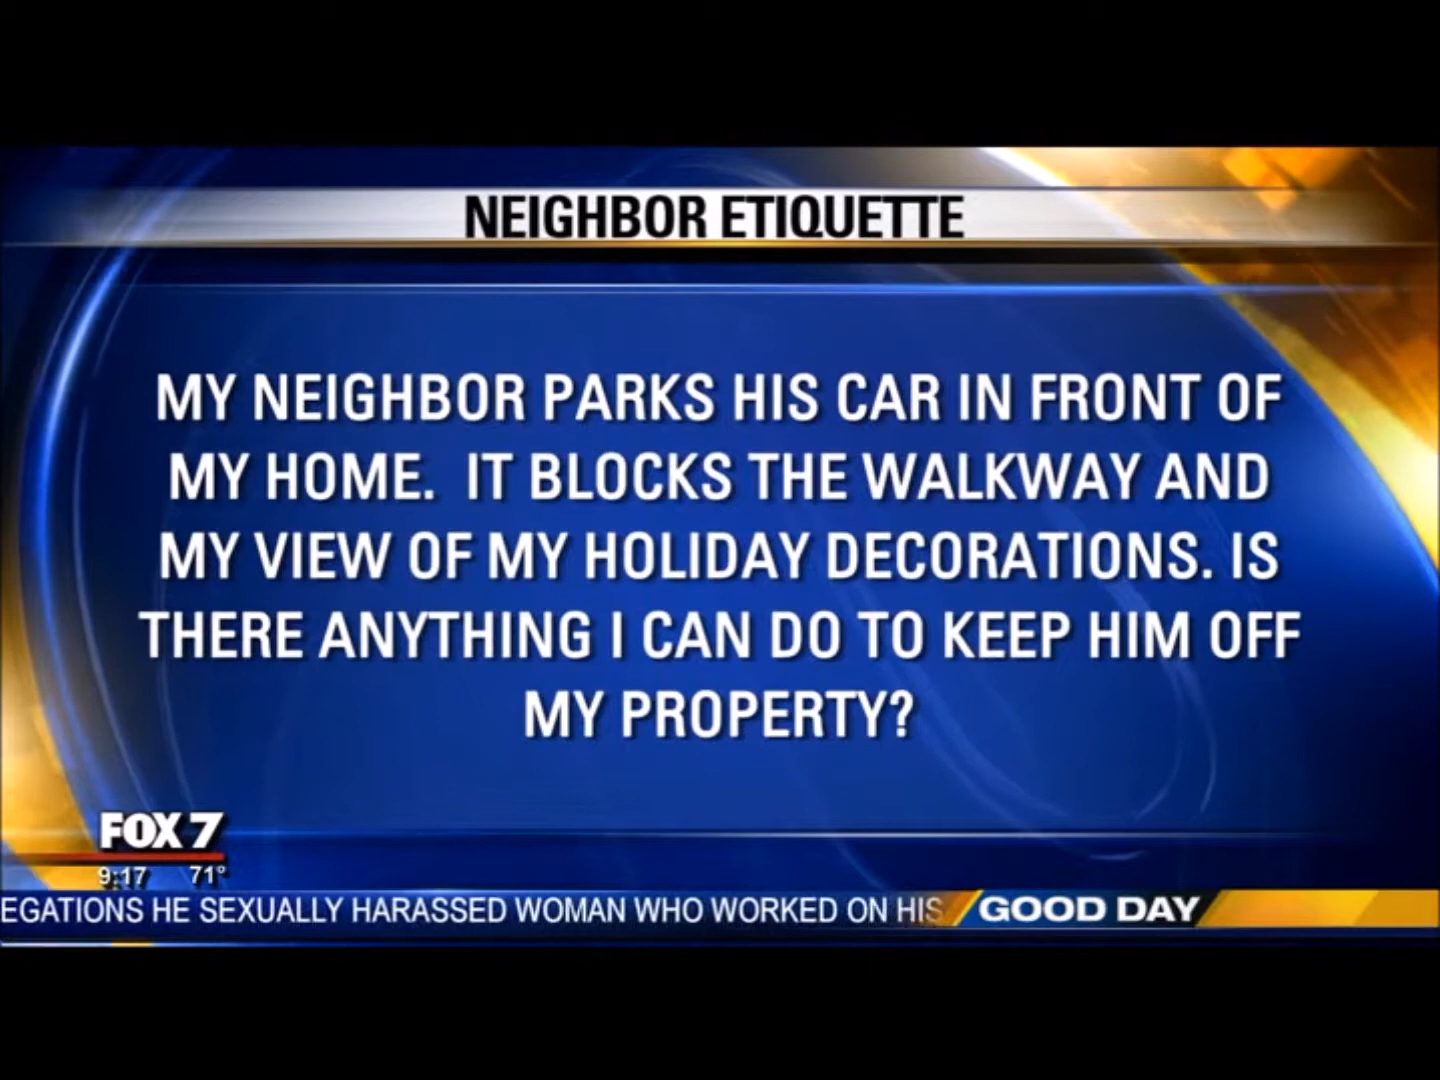 NEIGHBOR ETIQUETTE
MY NEIGHBOR PARKS HIS CAR IN FRONT OF
MY HOME. IT BLOCKS THE WALKWAY AND
MY VIEW OF MY HOLIDAY DECORATIONS. IS
THERE ANYTHING I CAN DO TO KEEP HIM OFF
MY PROPERTY?
FOX 7
9:17 71°
EGATIONS HE SEXUALLY HARASSED WOMAN WHO WORKED ON HIS GOOD DAY